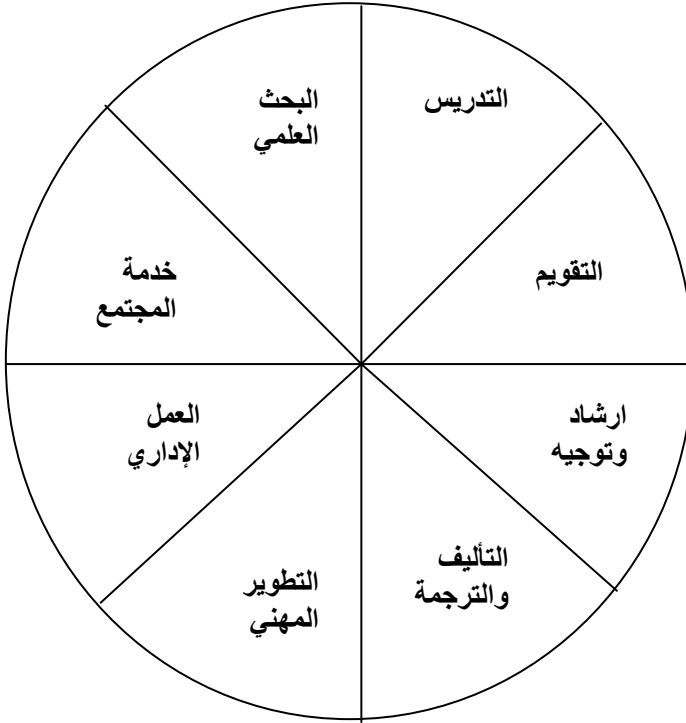 التدريس
التقويم
ارشاد
وتوجيه
التأليف
والترجمة
التطوير
المهني
العمل
الإداري
خدمة
المجتمع
البحث
العلمي